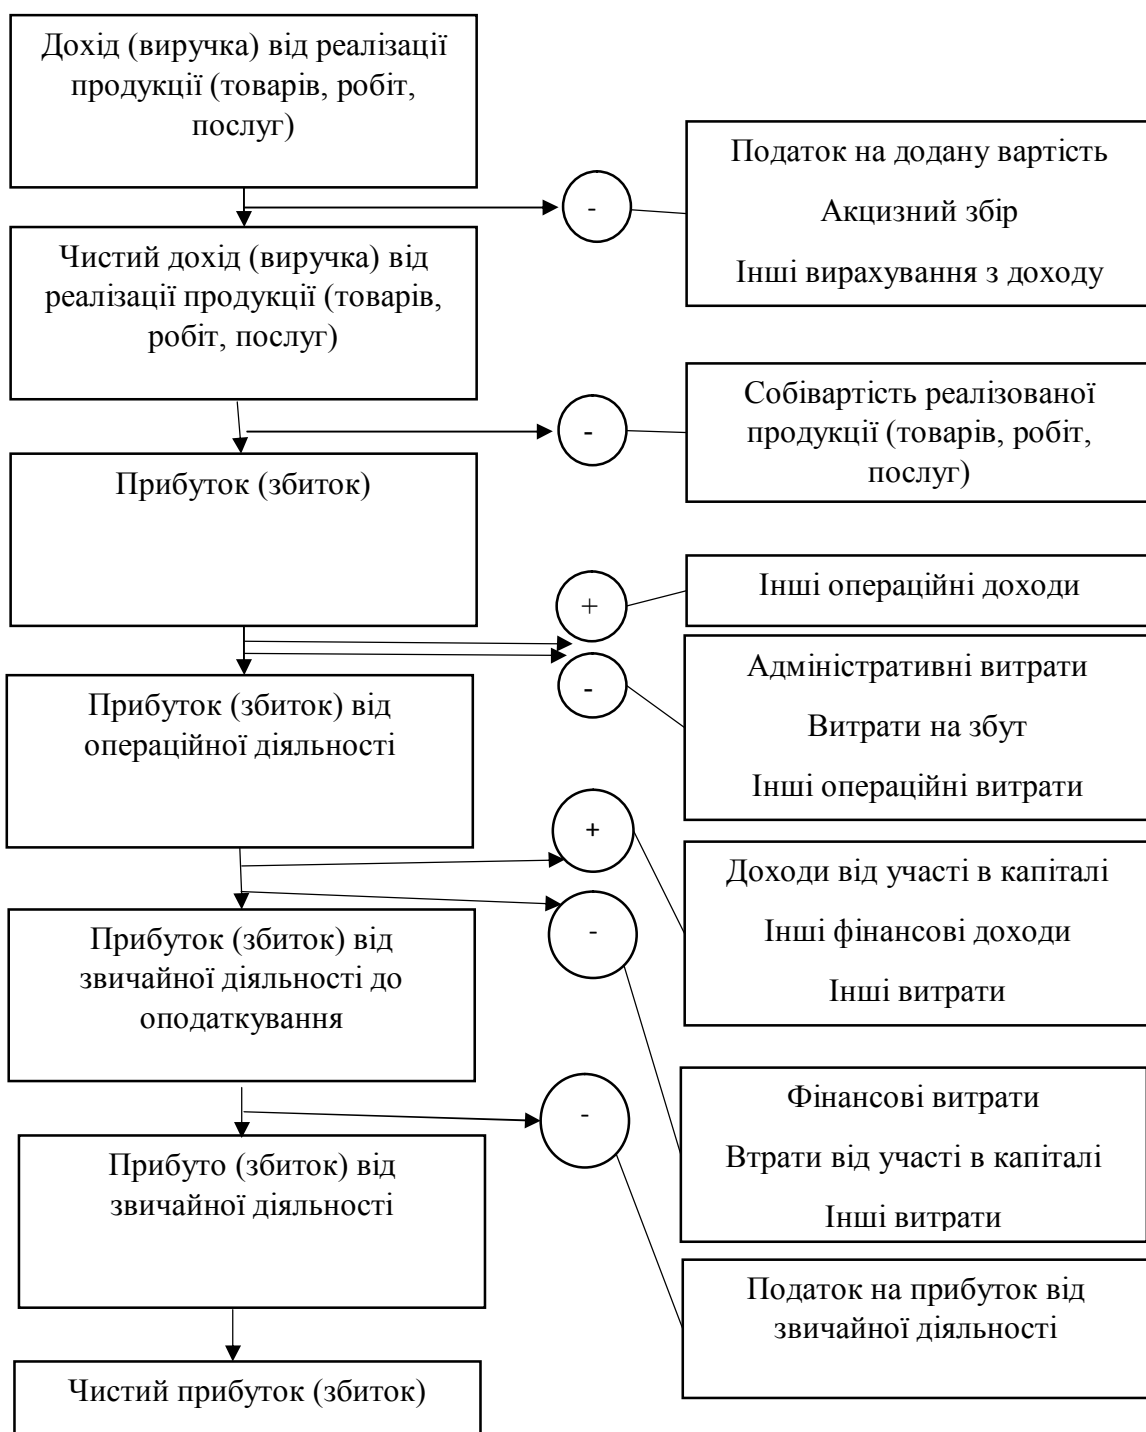 Дохід (виручка) від реалізації
продукції (товарів, робіт,
послуг)
-
Податок на додану вартість
Акцизний збір
Інші вирахування з доходу
Чистий дохід (виручка) від
реалізації продукції (товарів,
робіт, послуг)
-
Собівартість реалізованої
продукції (товарів, робіт,
послуг)
Прибуток (збиток)
+
Інші операційні доходи
-
Адміністративні витрати
Витрати на збут
Інші операційні витрати
Прибуток (збиток) від
операційної діяльності
+
Доходи від участі в капіталі
Інші фінансові доходи
Інші витрати
-
Прибуток (збиток) від
звичайної діяльності до
оподаткування
Фінансові витрати
Втрати від участі в капіталі
Інші витрати
-
Прибуто (збиток) від
звичайної діяльності
Податок на прибуток від
звичайної діяльності
Чистий прибуток (збиток)